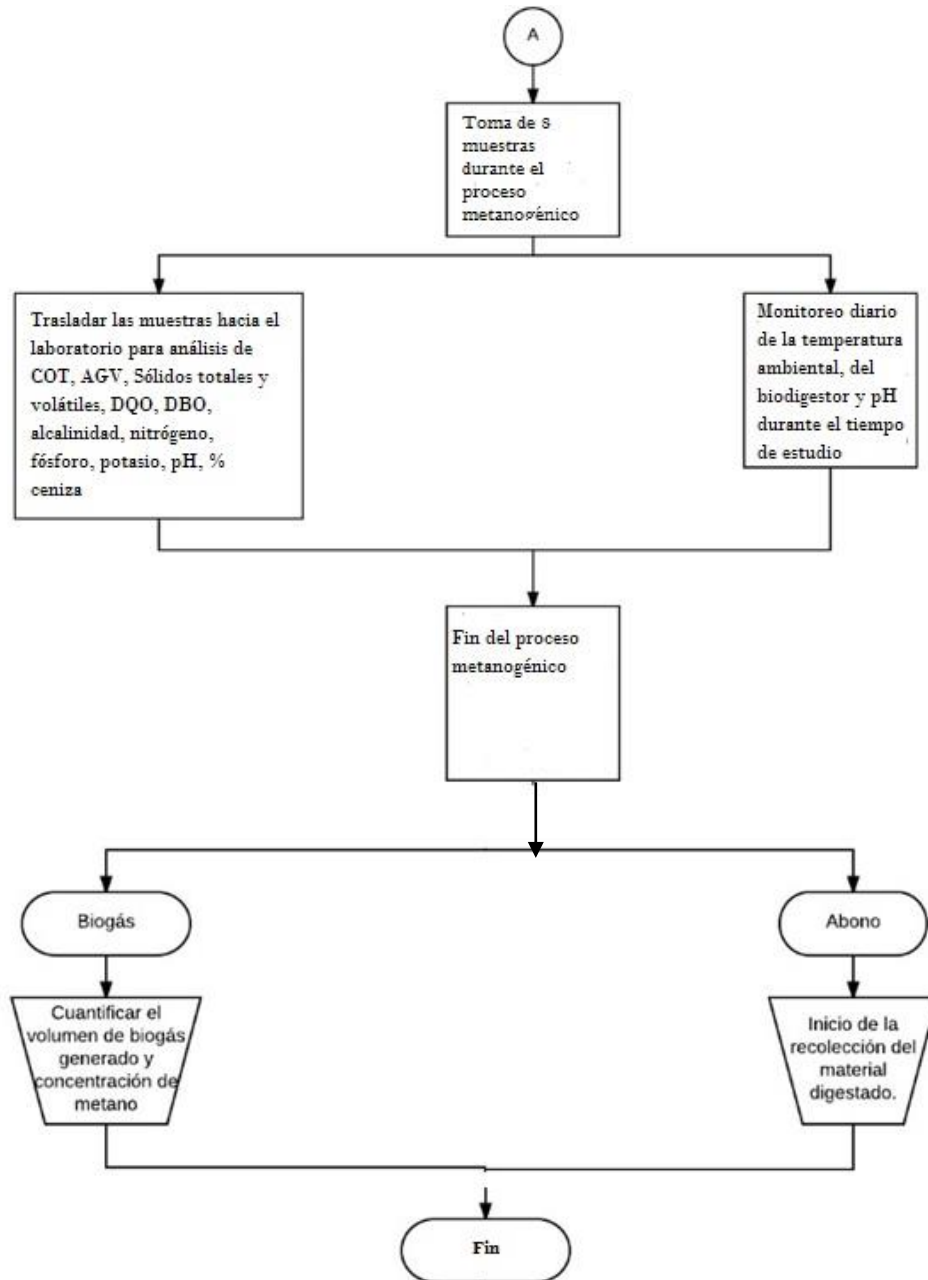 A
Toma de 8
muestras
durante el
proceso
metanogénico
Trasladar las muestras hacia el
laboratorio para análisis de
COT, AGV, Sólidos totales y
volátiles, DQO, DBO,
alcalinidad, nitrógeno,
fósforo, potasio, pH, %
ceniza
Monitoreo diario
de la temperatura
ambiental, del
biodigestor y pH
durante el tiempo
de estudio
Fin del proceso
metanogénico
Biogás
Abono
Cuantificar el
volumen de biogás
generado y
concentración de
metano
Inicio de la
recolección del
material
digestado.
Fin